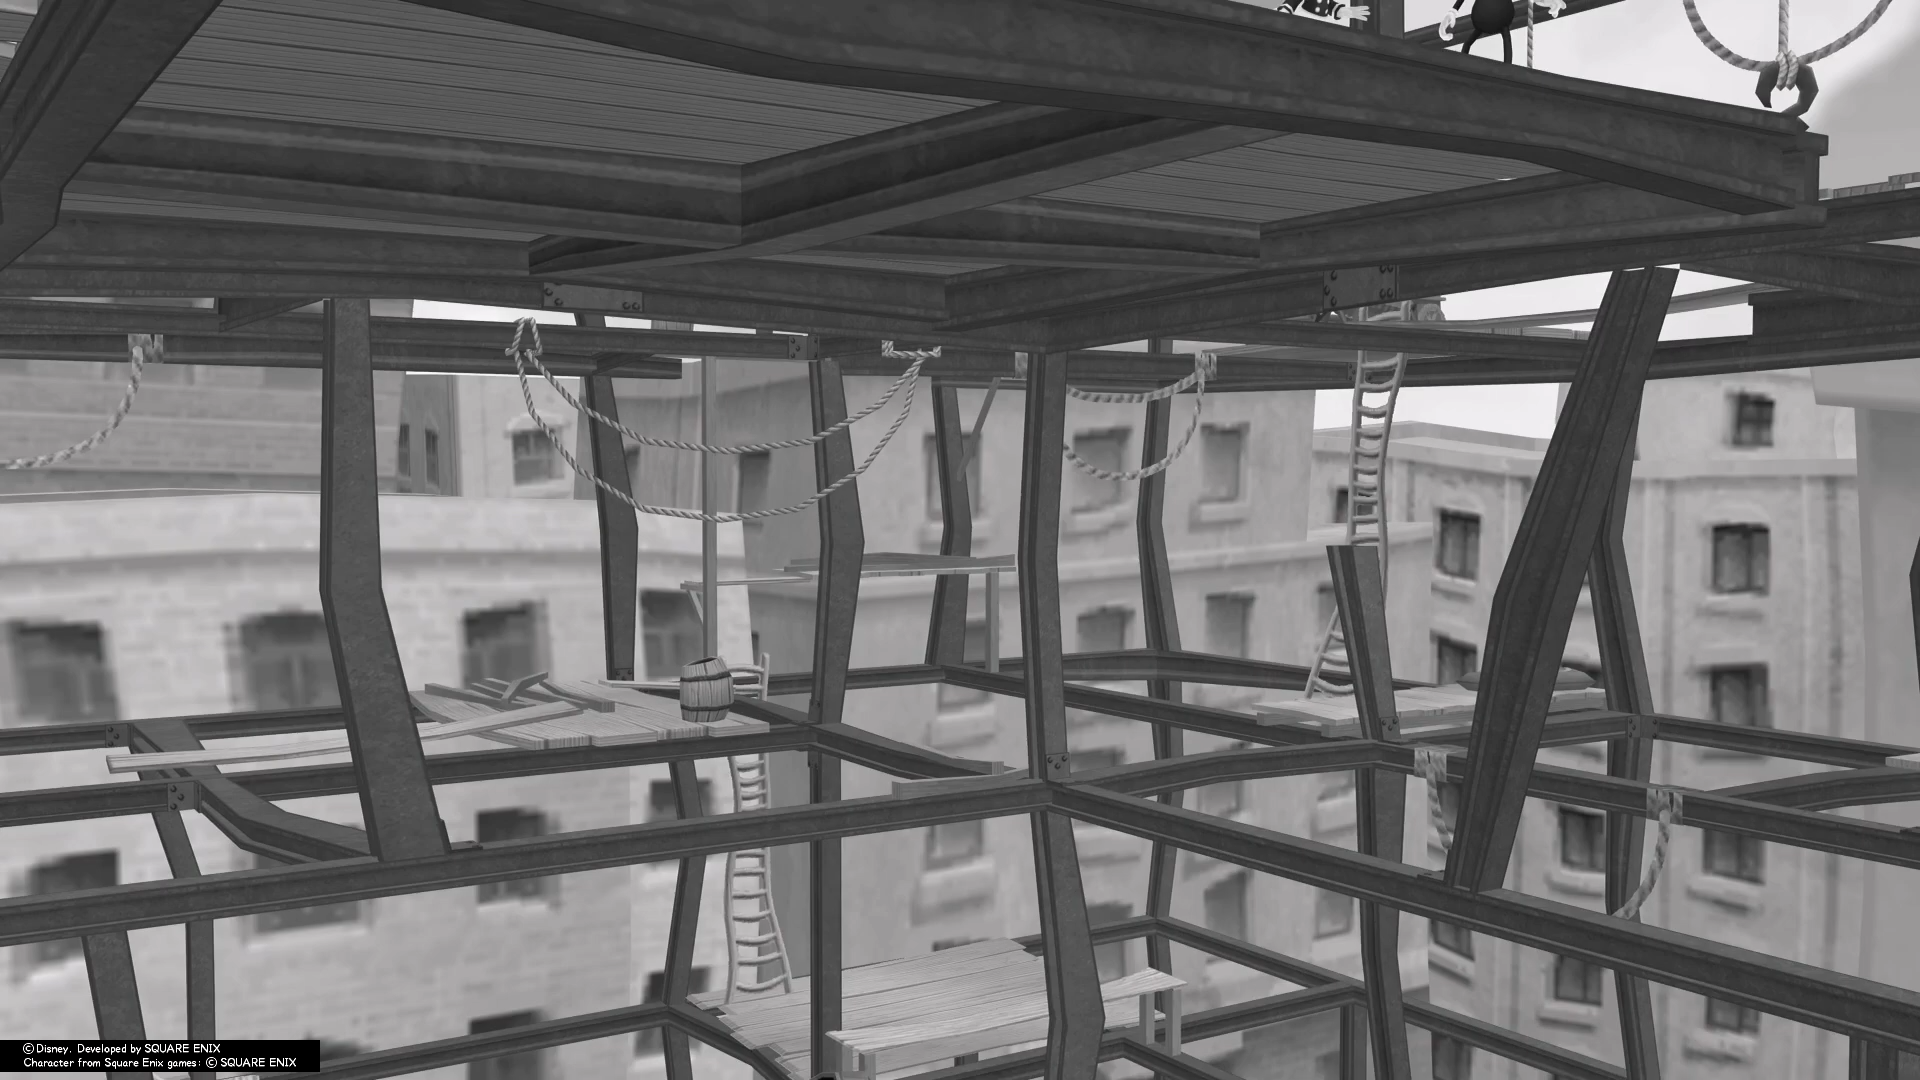 ©Disney. Developed by SQUARE ENIX
Character from Square Enix games: © SQUARE ENIX